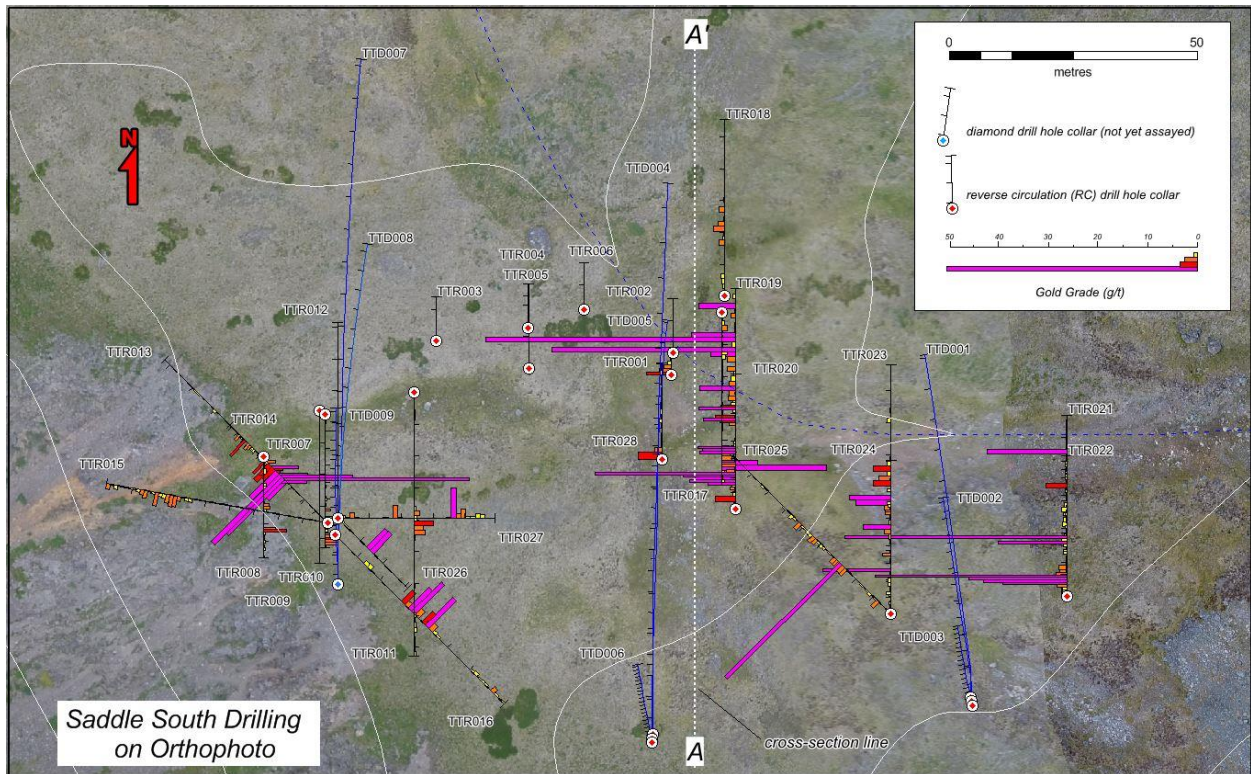 A'
TTD007
N
TTR018
TTD004
TTD008
TTR004
TTR006
TTR005
TTR003
TTR002
TTR019
TTR012
TTD005
TTR013
TTR001
TTR023
TTD001
TTR020
TTR014
TTD009
TTR021
TTR007
TTR028
TTR025
TTR024
TTR022
TTR015
TTR017
TTD002
TTR027
TTR008
TTR010
TTR026
TTR009
TTD003
TTR011
TTD006
TTR016
A
cross-section line
Saddle South Drilling
on Orthophoto
0 50
metres
diamond drill hole collar (not yet assayed)
reverse circulation (RC) drill hole collar
50 40 30 20 10 0
Gold Grade (g/t)